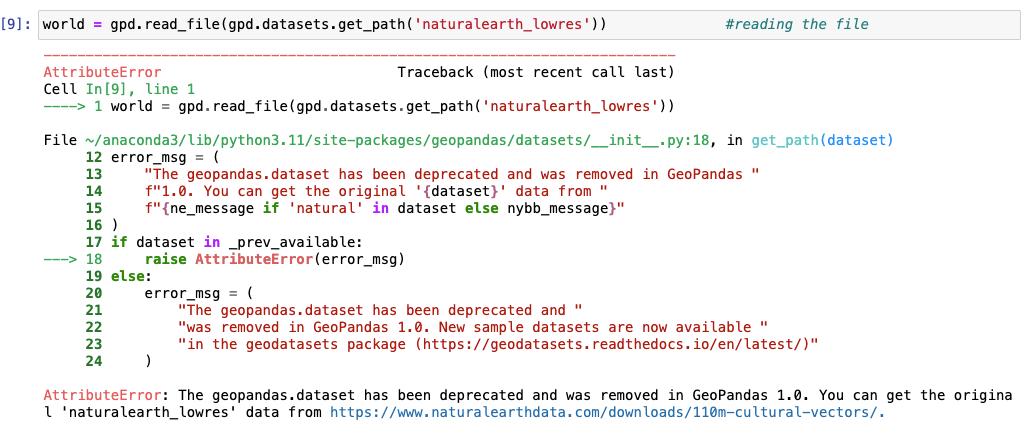 [9]: world = gpd.read_file(gpd.datasets.get_path('naturalearth_lowres')) #reading the file
---------------------------------------------------------------------------
AttributeError Traceback (most recent call last)
Cell In[9], line 1
----> 1 world = gpd.read_file(gpd.datasets.get_path('naturalearth_lowres'))
File ~/anaconda3/lib/python3.11/site-packages/geopandas/datasets/__init__.py:18, in get_path(dataset)
12 error_msg = (
13 "The geopandas.dataset has been deprecated and was removed in GeoPandas "
14 f"1.0. You can get the original '{dataset}' data from "
15 f"{ne_message if 'natural' in dataset else nybb_message}"
16 )
17 if dataset in _prev_available:
---> 18 raise AttributeError(error_msg)
19 else:
20 error_msg = (
21 "The geopandas.dataset has been deprecated and "
22 "was removed in GeoPandas 1.0. New sample datasets are now available "
23 "in the geodatasets package (https://geodatasets.readthedocs.io/en/latest/)"
24 )
AttributeError: The geopandas.dataset has been deprecated and was removed in GeoPandas 1.0. You can get the origina
l 'naturalearth_lowres' data from https://www.naturalearthdata.com/downloads/110m-cultural-vectors/.